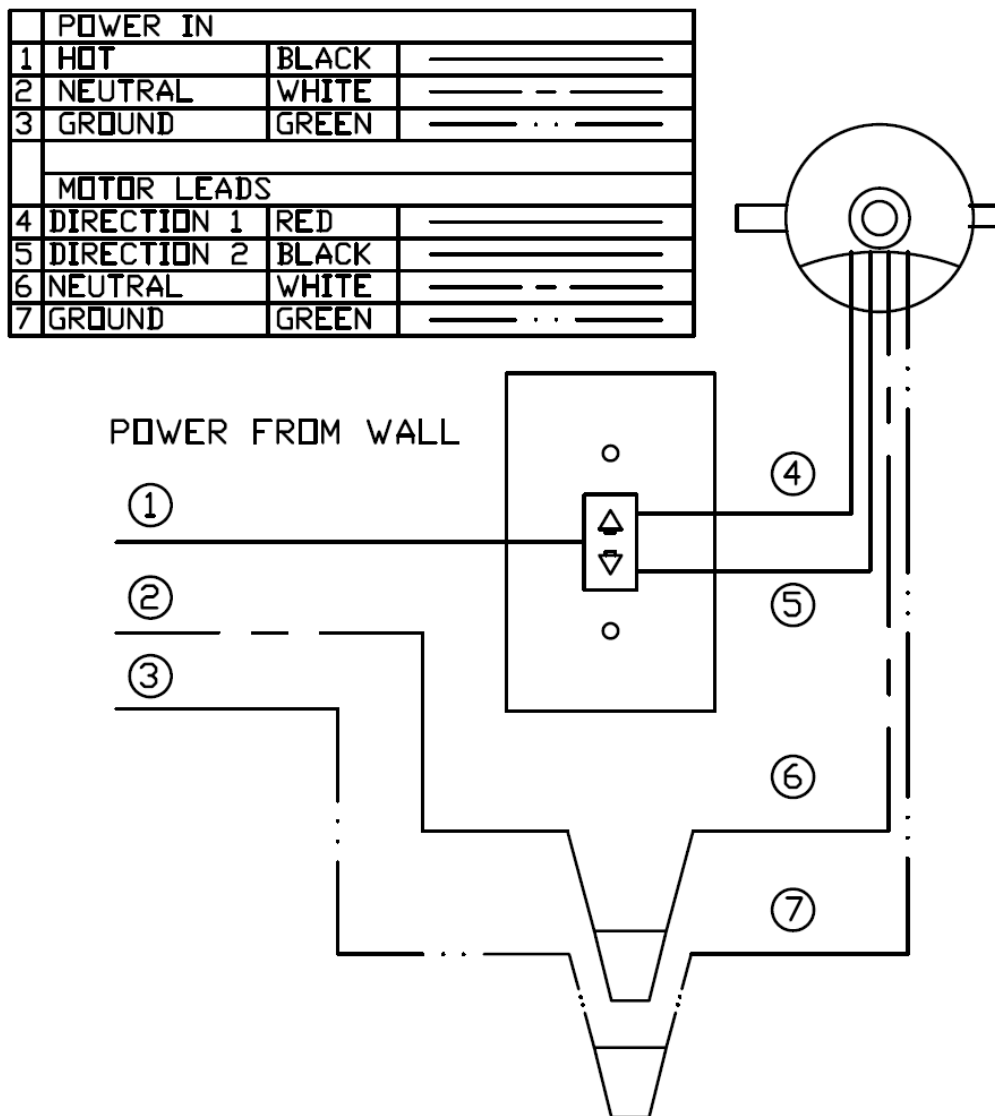 POWER IN
1 HOT BLACK
2 NEUTRAL WHITE
3 GROUND GREEN
MOTOR LEADS
4 DIRECTION 1 RED
5 DIRECTION 2 BLACK
6 NEUTRAL WHITE
7 GROUND GREEN
POWER FROM WALL
1
4
2
5
3
6
7